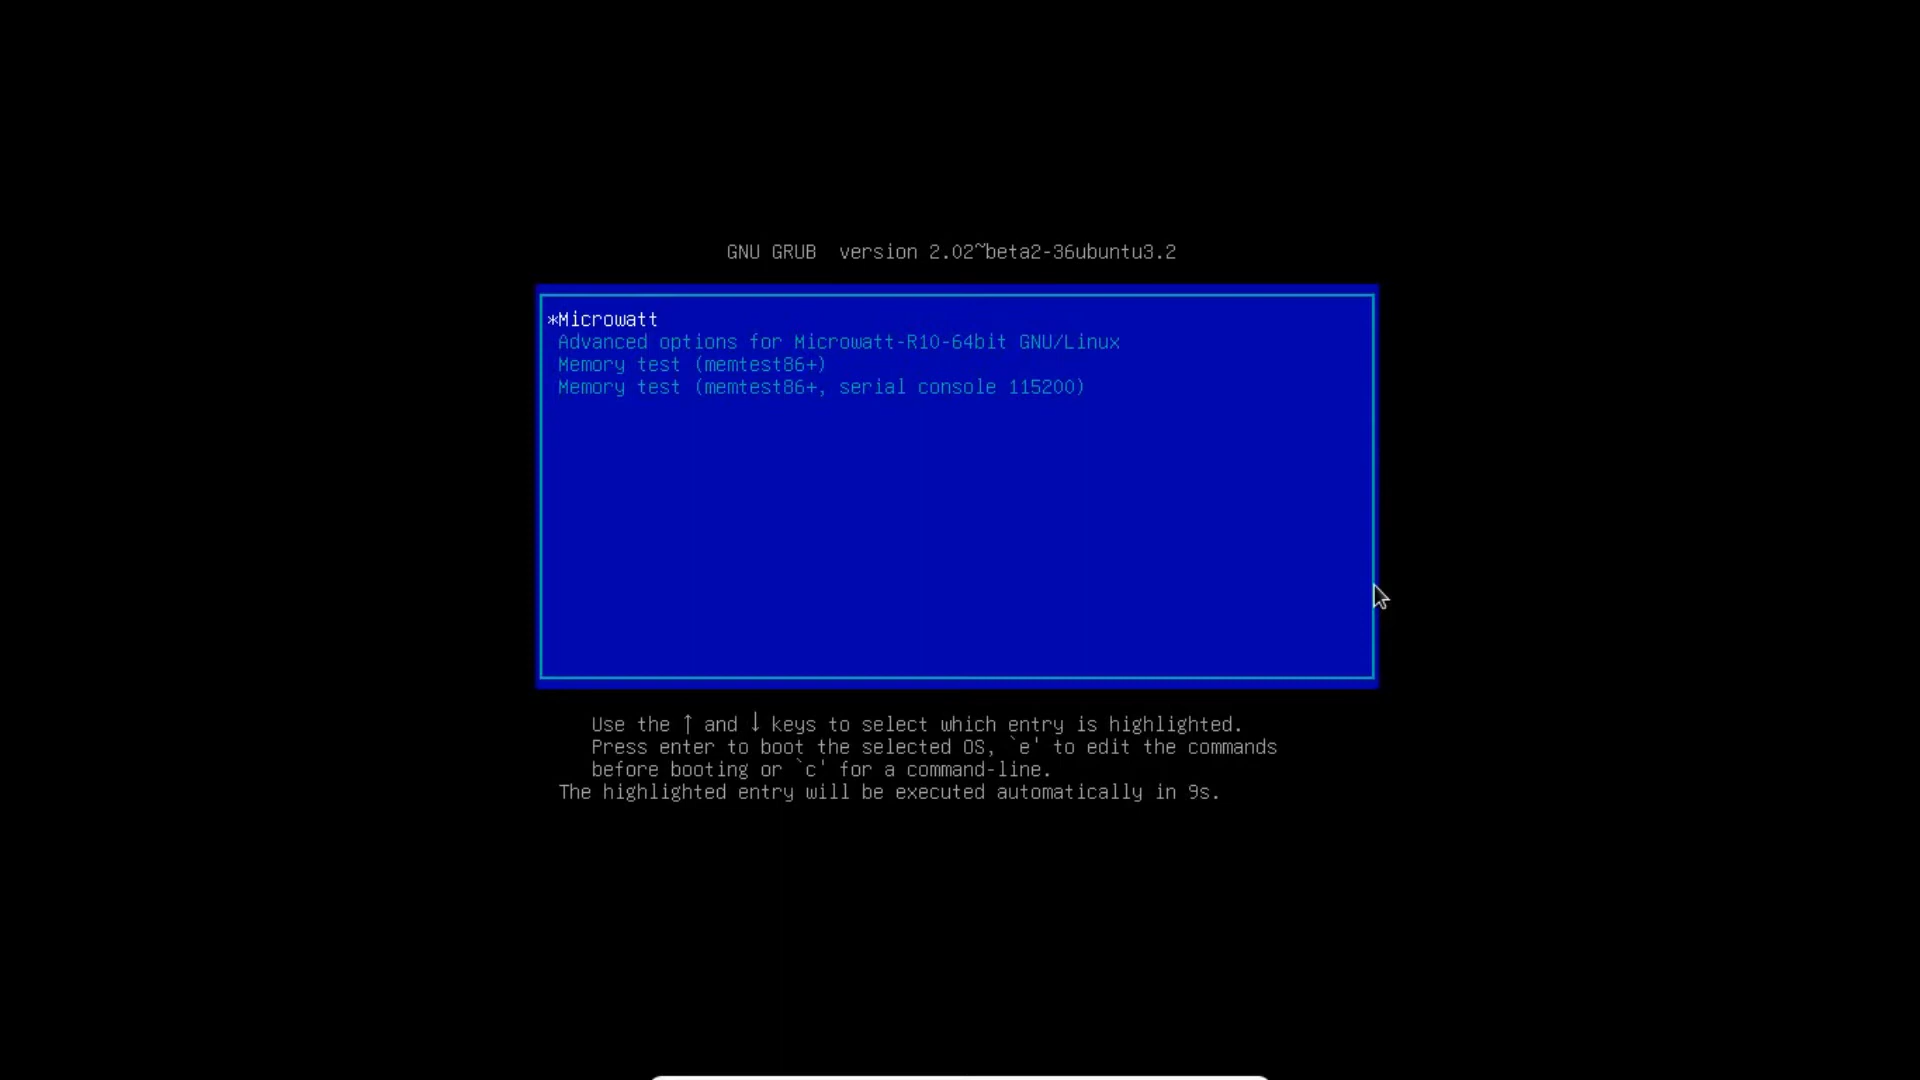 GNU GRUB  version 2.02~beta2-36ubuntu3.2
*Microwatt
Advanced options for Microwatt-R10-64bit GNU/Linux
Memory test (memtest86+)
Memory test (memtest86+, serial console 115200)
Use the ↑ and ↓ keys to select which entry is highlighted.
Press enter to boot the selected OS, `e' to edit the commands
before booting or `c' for a command-line.
The highlighted entry will be executed automatically in 9s.